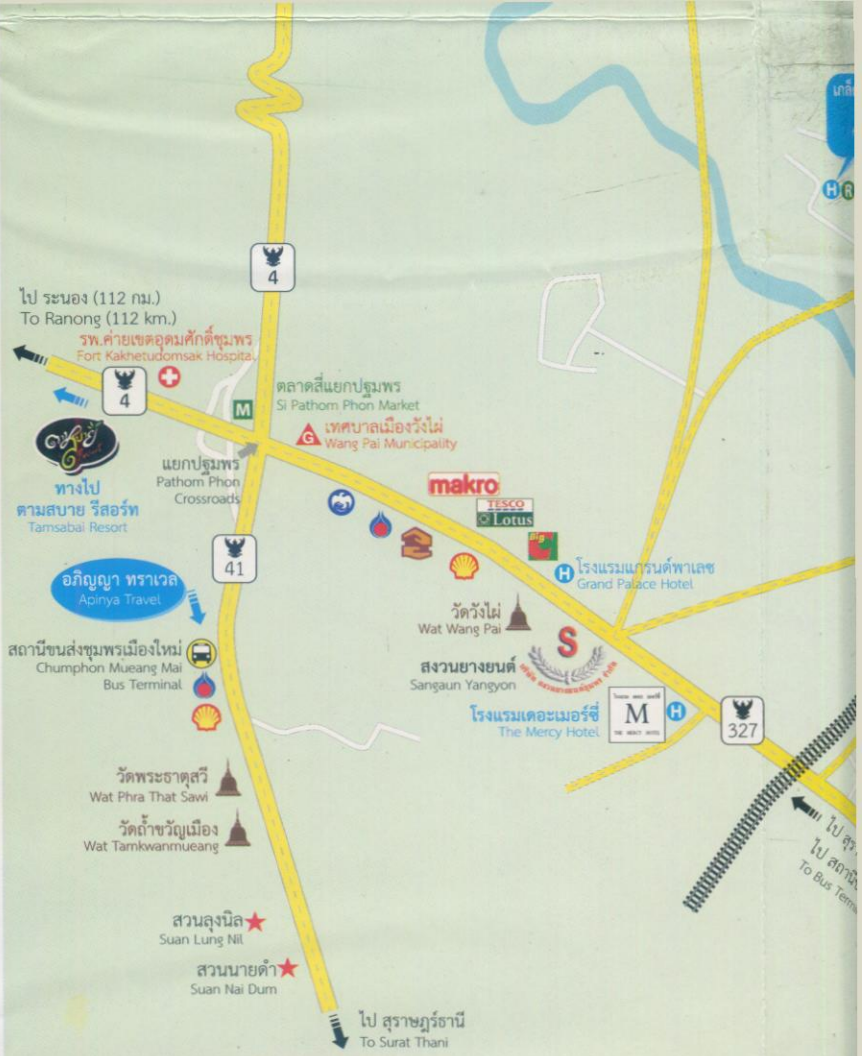 4
ไป ระนอง (112 กม.)
To Ranong (112 km.)
รพ.ค่ายเขตอุดมศักดิ์ชุมพร
Fort Kakhetudomsak Hospital
4
M
ตลาดสี่แยกปฐมพร
Si Pathom Phon Market
G
เทศบาลเมืองวังไผ่
Wang Pai Municipality
แยกปฐมพร
Pathom Phon
Crossroads
ทางไป
ตามสบาย รีสอร์ท
Tamsabai Resort
makro
TESCO
Lotus
Big
H
โรงแรมแกรนด์พาเลซ
Grand Palace Hotel
41
อภิญญา ทราเวล
Apinya Travel
วัดวังไผ่
Wat Wang Pai
สถานีขนส่งชุมพรเมืองใหม่
Chumphon Mueang Mai
Bus Terminal
S
สงวนยางยนต์
Sangaun Yangyon
โรงแรมเดอะเมอร์ซี่
The Mercy Hotel
M
THE MERCY HOTEL
H
327
วัดพระธาตุสวี
Wat Phra That Sawi
วัดถ้ำขวัญเมือง
Wat Tamkwanmueang
ไป
ไป
To Bus
สวนลุงนิล
Suan Lung Nil
สวนนายดำ
Suan Nai Dum
ไป สุราษฎร์ธานี
To Surat Thani
H
R